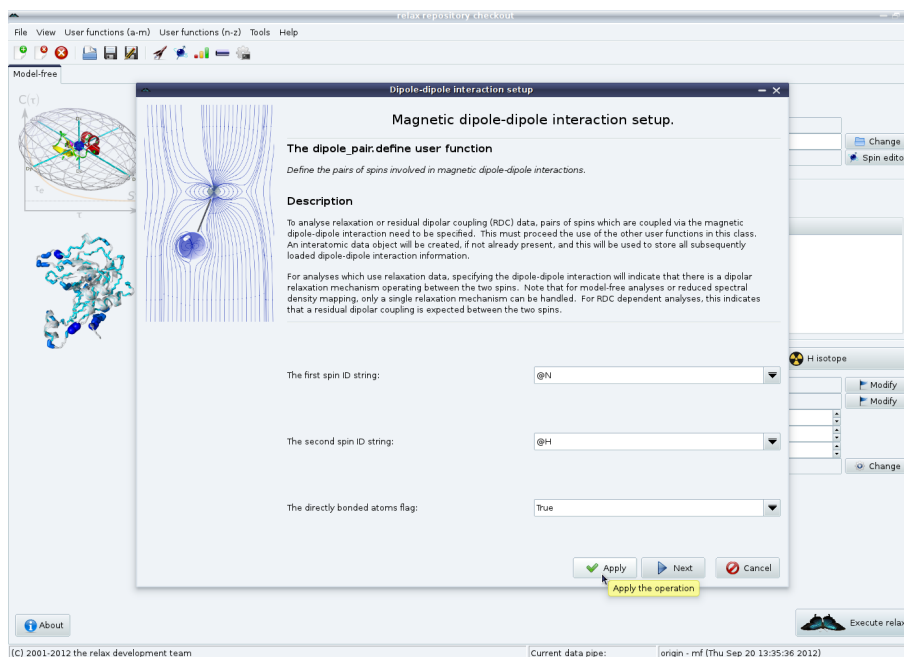 relax repository checkout
File View User functions (a-m) User functions (n-z) Tools Help
Model-free
Dipole-dipole interaction setup
C(τ)
τe
S
τ
Magnetic dipole-dipole interaction setup.
The dipole_pair.define user function
Define the pairs of spins involved in magnetic dipole-dipole interactions.
Description
To analyse relaxation or residual dipolar coupling (RDC) data, pairs of spins which are coupled via the magnetic
dipole-dipole interaction need to be specified. This must proceed the use of the other user functions in this class.
An interatomic data object will be created, if not already present, and this will be used to store all subsequently
loaded dipole-dipole interaction information.
For analyses which use relaxation data, specifying the dipole-dipole interaction will indicate that there is a dipolar
relaxation mechanism operating between the two spins. Note that for model-free analyses or reduced spectral
density mapping, only a single relaxation mechanism can be handled. For RDC dependent analyses, this indicates
that a residual dipolar coupling is expected between the two spins.
Change
Spin edito
H isotope
The first spin ID string: @N
Modify
Modify
The second spin ID string: @H
Change
The directly bonded atoms flag: True
Apply Next Cancel
Apply the operation
About
Execute relax
(C) 2001-2012 the relax development team Current data pipe: origin - mf (Thu Sep 20 13:35:36 2012)